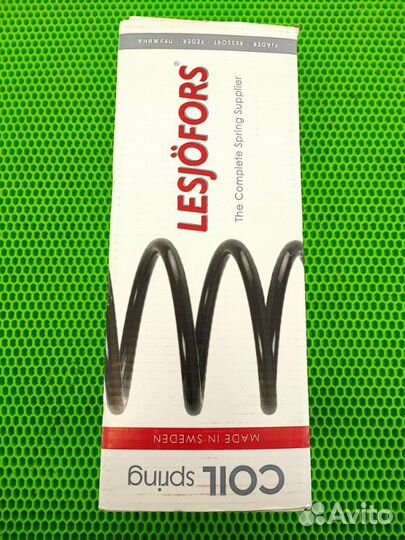 FJÄDER | RESSORT | FEDER | ПРУЖИНА
LESJÖFORS®
The Complete Spring Supplier
MADE IN SWEDEN
COIL spring
Avito